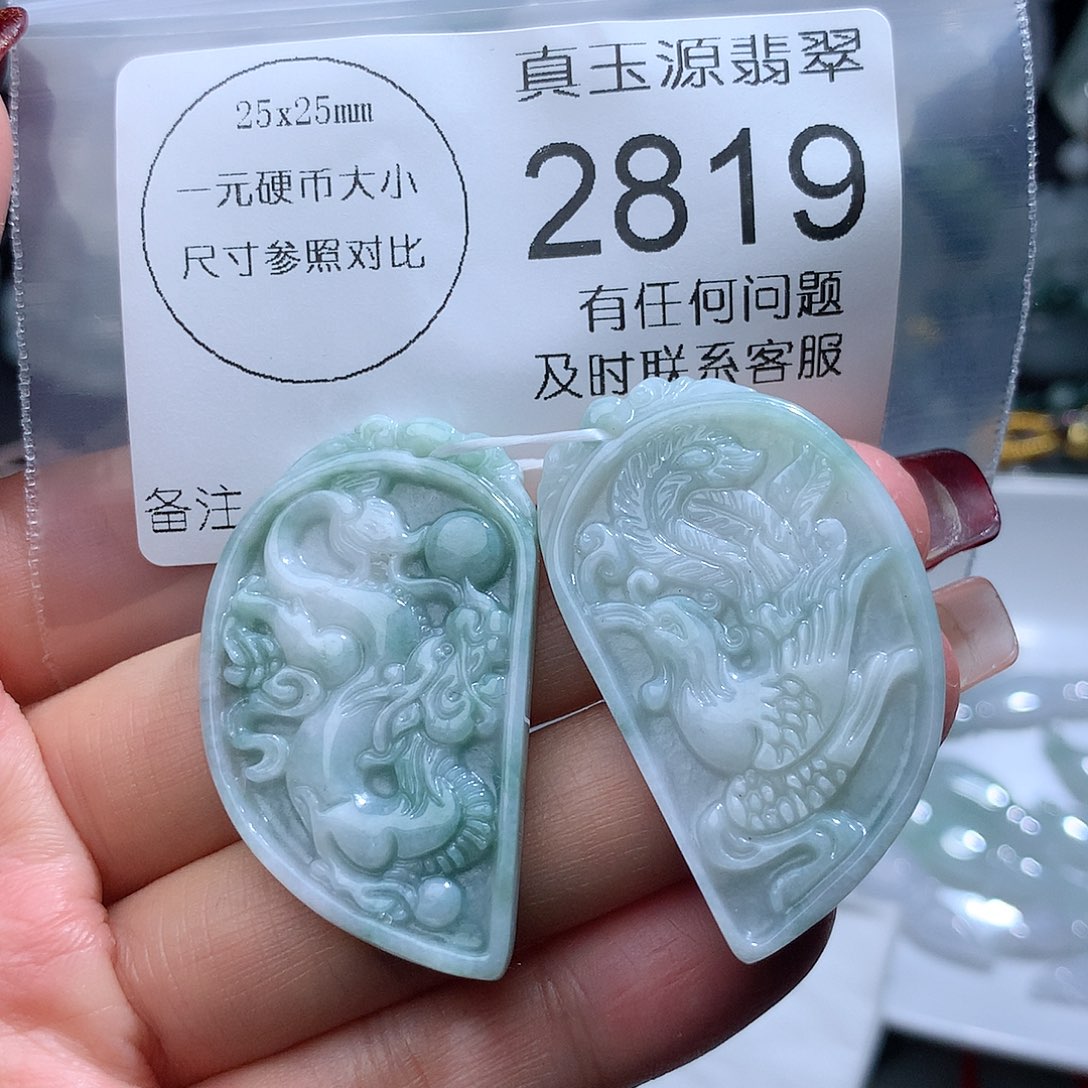 25x25mm
一元硬币大小
尺寸参照对比
真玉源翡翠
2819
有任何问题
及时联系客服
备注